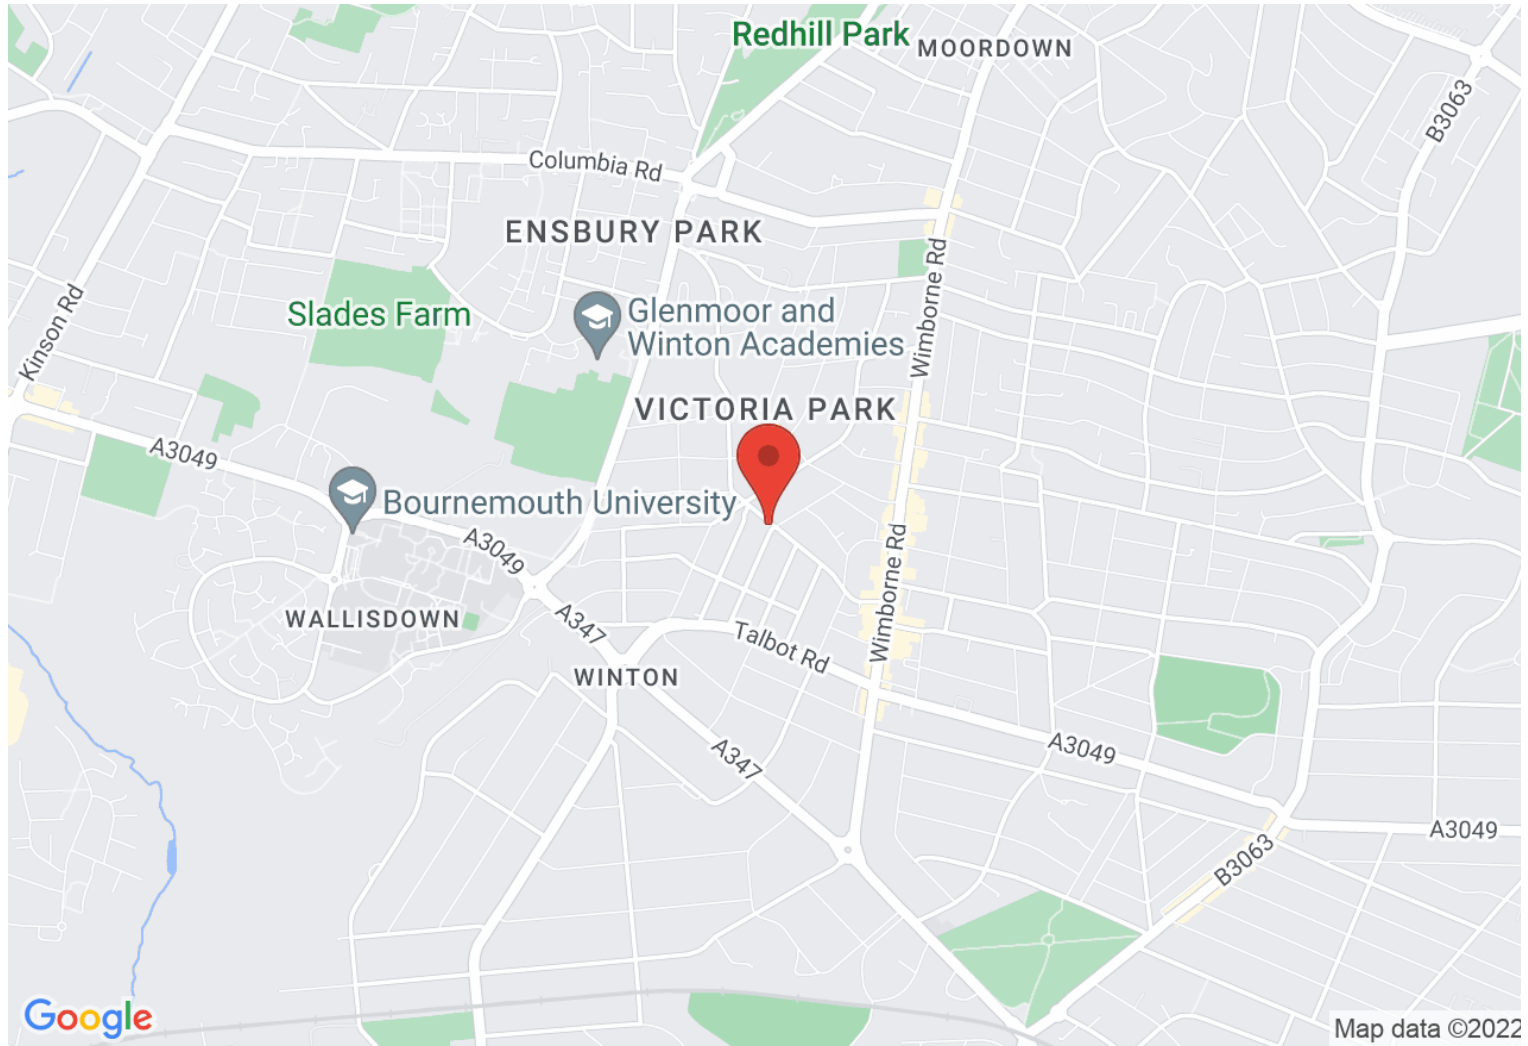 Redhill Park
MOORDOWN
B3063
Columbia Rd
ENSBURY PARK
Wimborne Rd
Slades Farm
Glenmoor and
Winton Academies
Kinson Rd
VICTORIA PARK
A3049
Bournemouth University
A3049
Wimborne Rd
WALLISDOWN
A347
Talbot Rd
WINTON
A347
A3049
A3049
B3063
Google
Map data ©2022